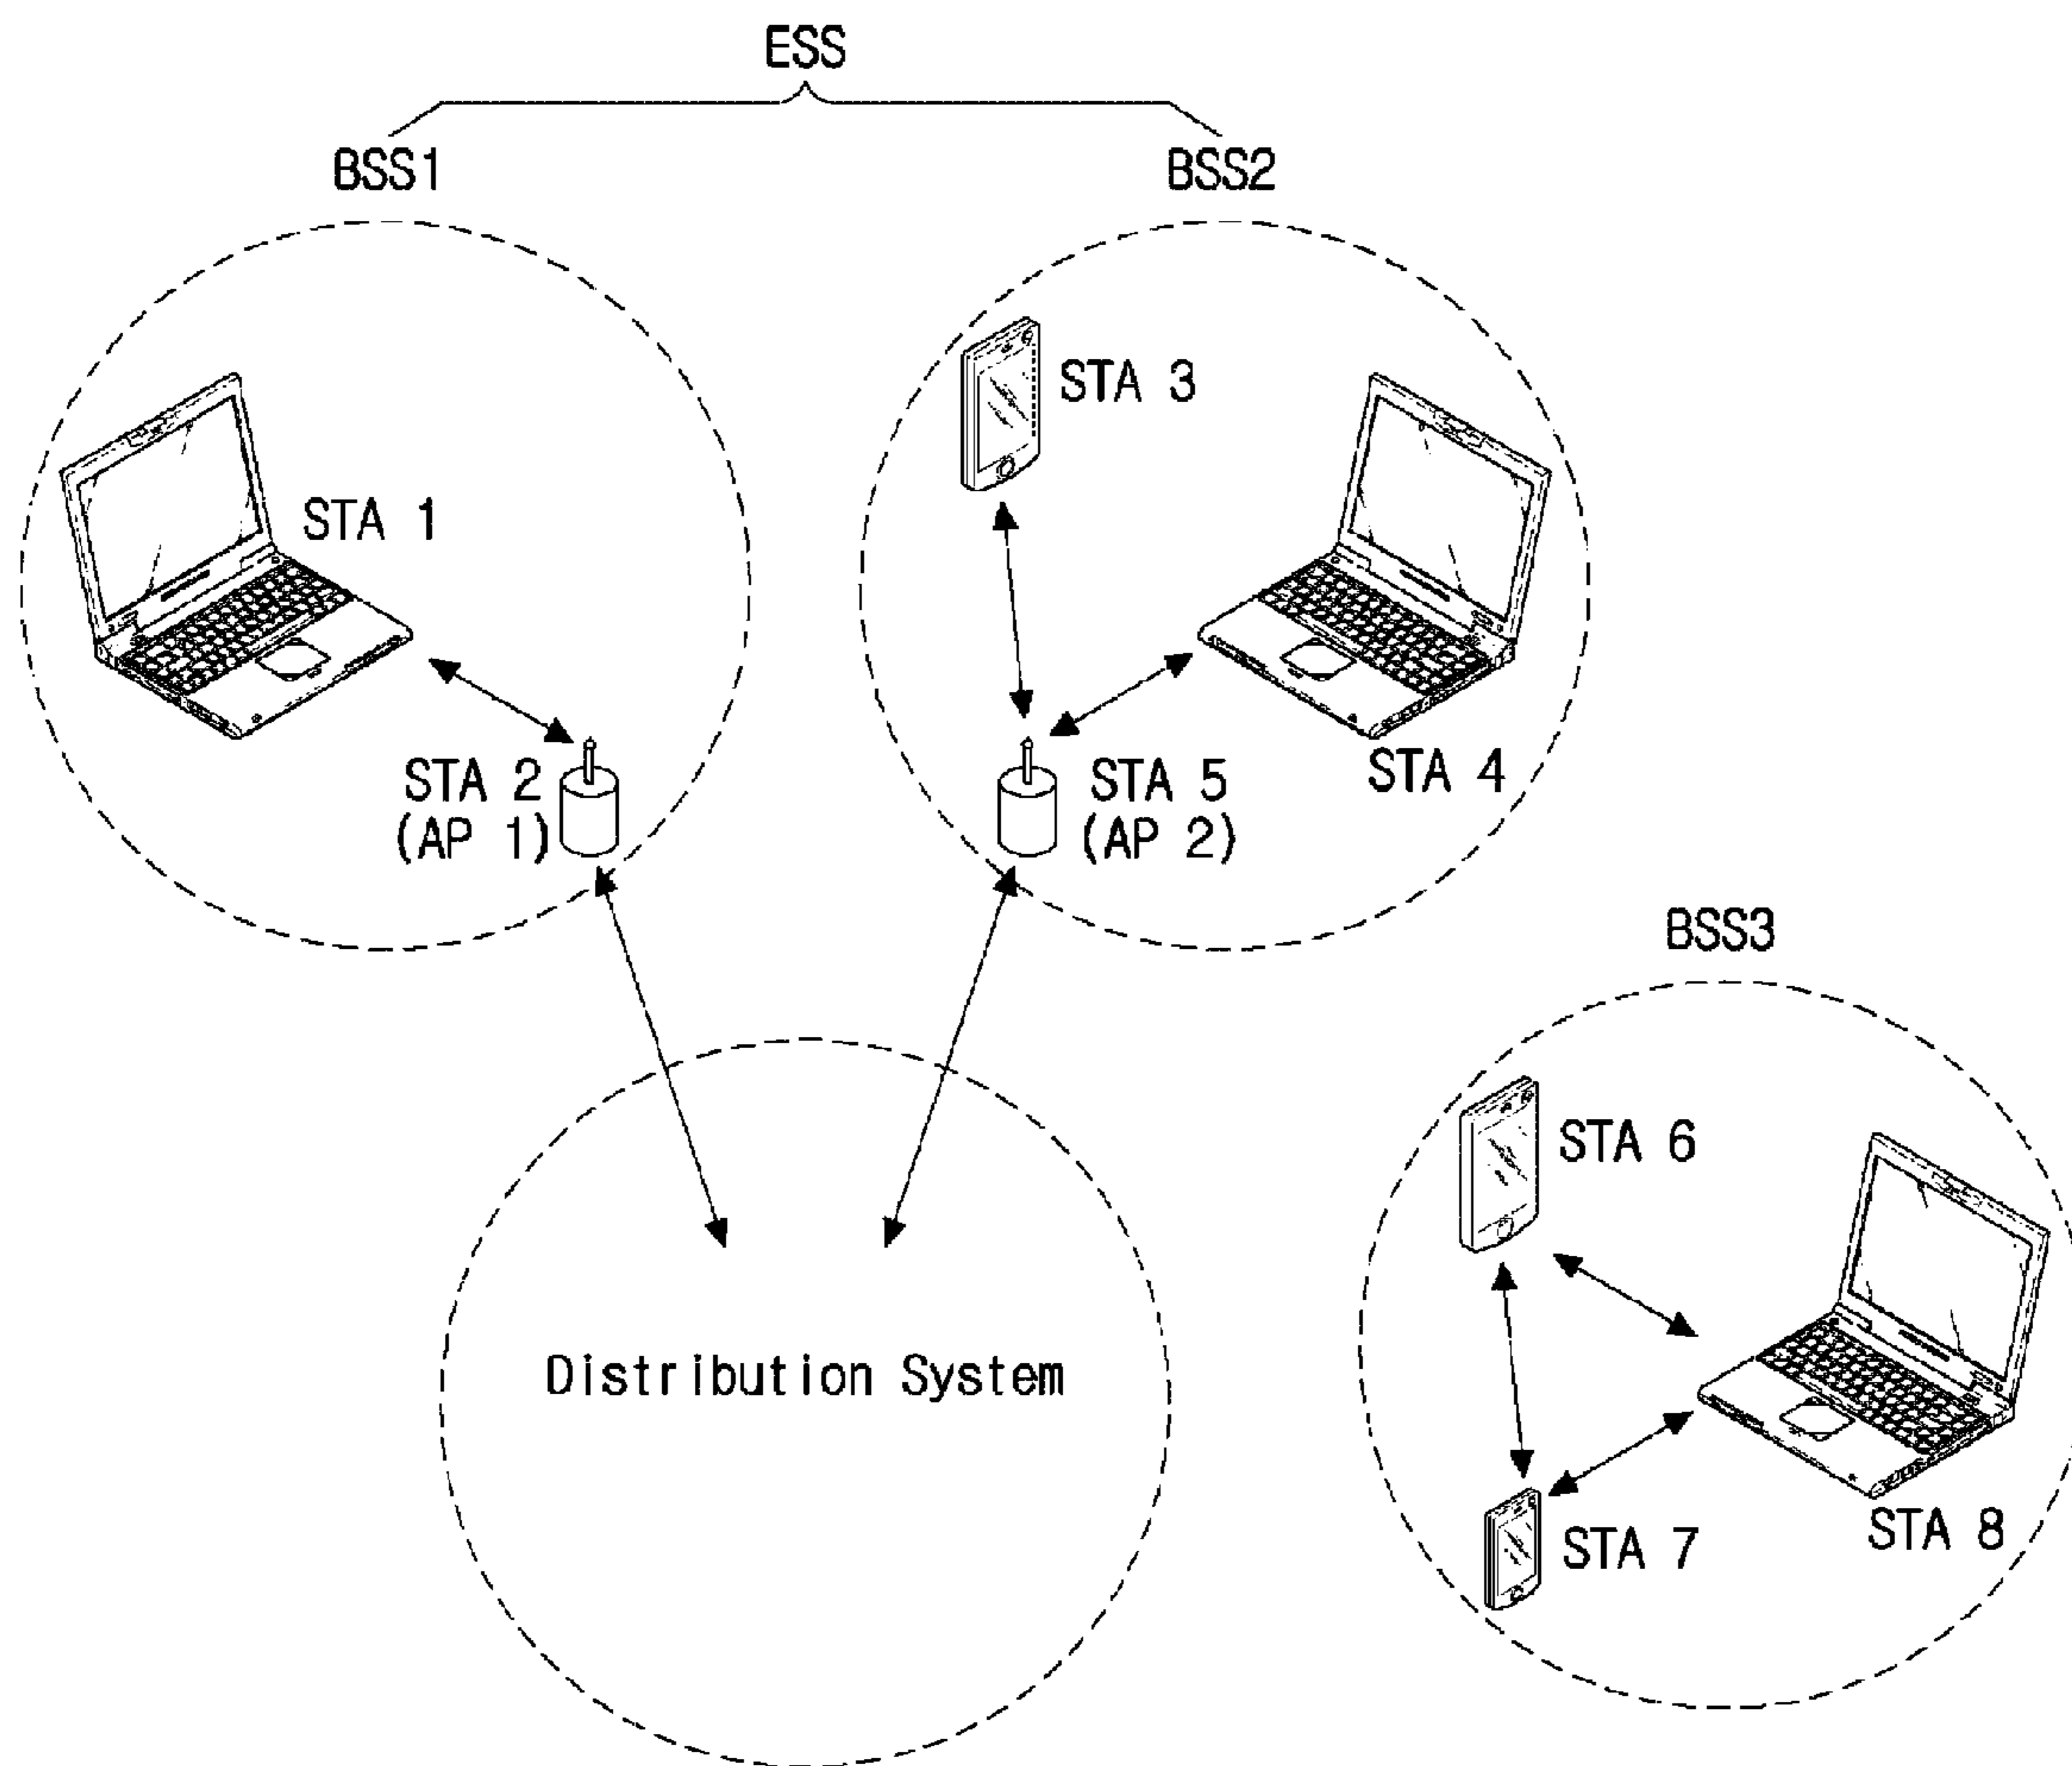 ESS
BSS1
BSS2
STA 3
STA 1
STA 2
(AP 1)
STA 5
(AP 2)
STA 4
BSS3
STA 6
Distribution System
STA 7
STA 8